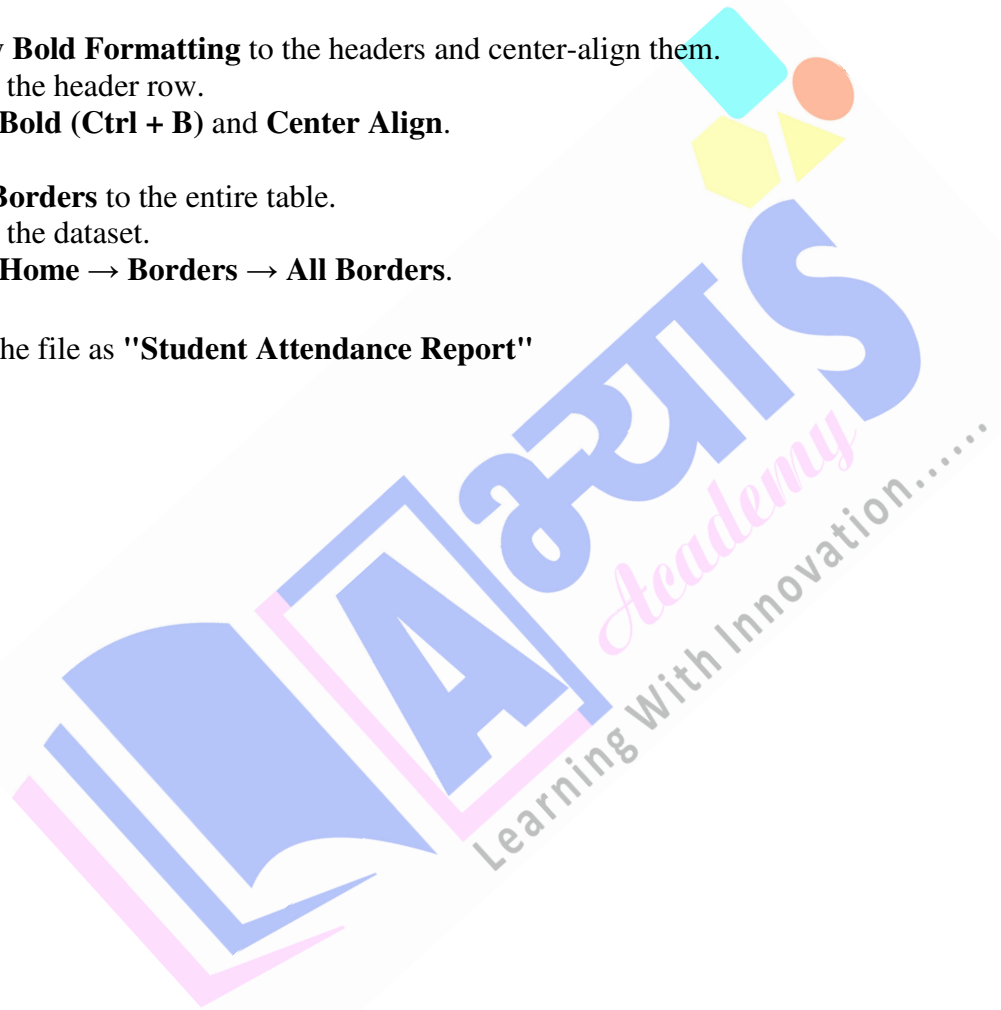 y Bold Formatting to the headers and center-align them.
the header row.
Bold (Ctrl + B) and Center Align.
Borders to the entire table.
the dataset.
Home → Borders → All Borders.
he file as "Student Attendance Report"
Aभ्याS
Academy
Learning With Innovation......